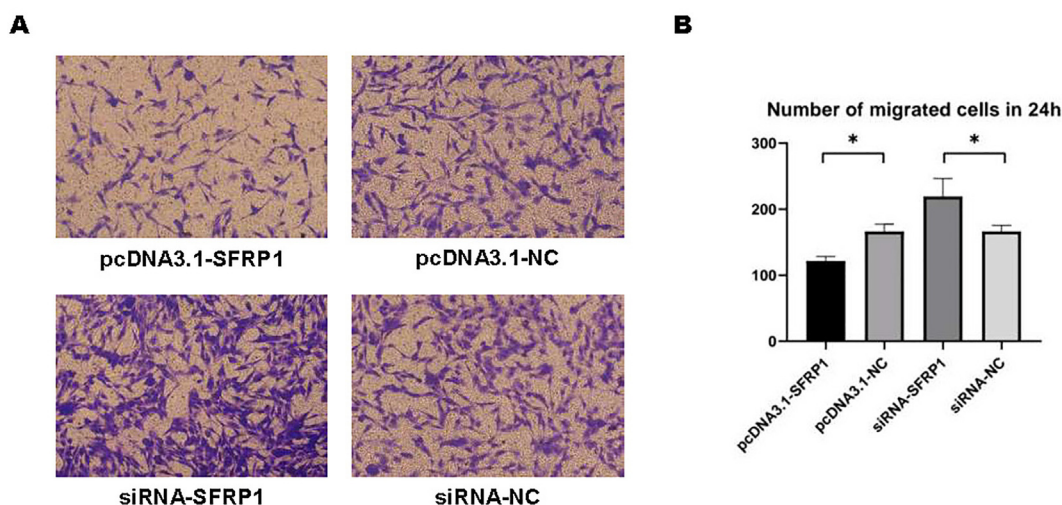 A
pcDNA3.1-SFRP1
pcDNA3.1-NC
siRNA-SFRP1
siRNA-NC
B
Number of migrated cells in 24h
*
*
300
200
100
0
pcDNA3.1-SFRP1
pcDNA3.1-NC
siRNA-SFRP1
siRNA-NC